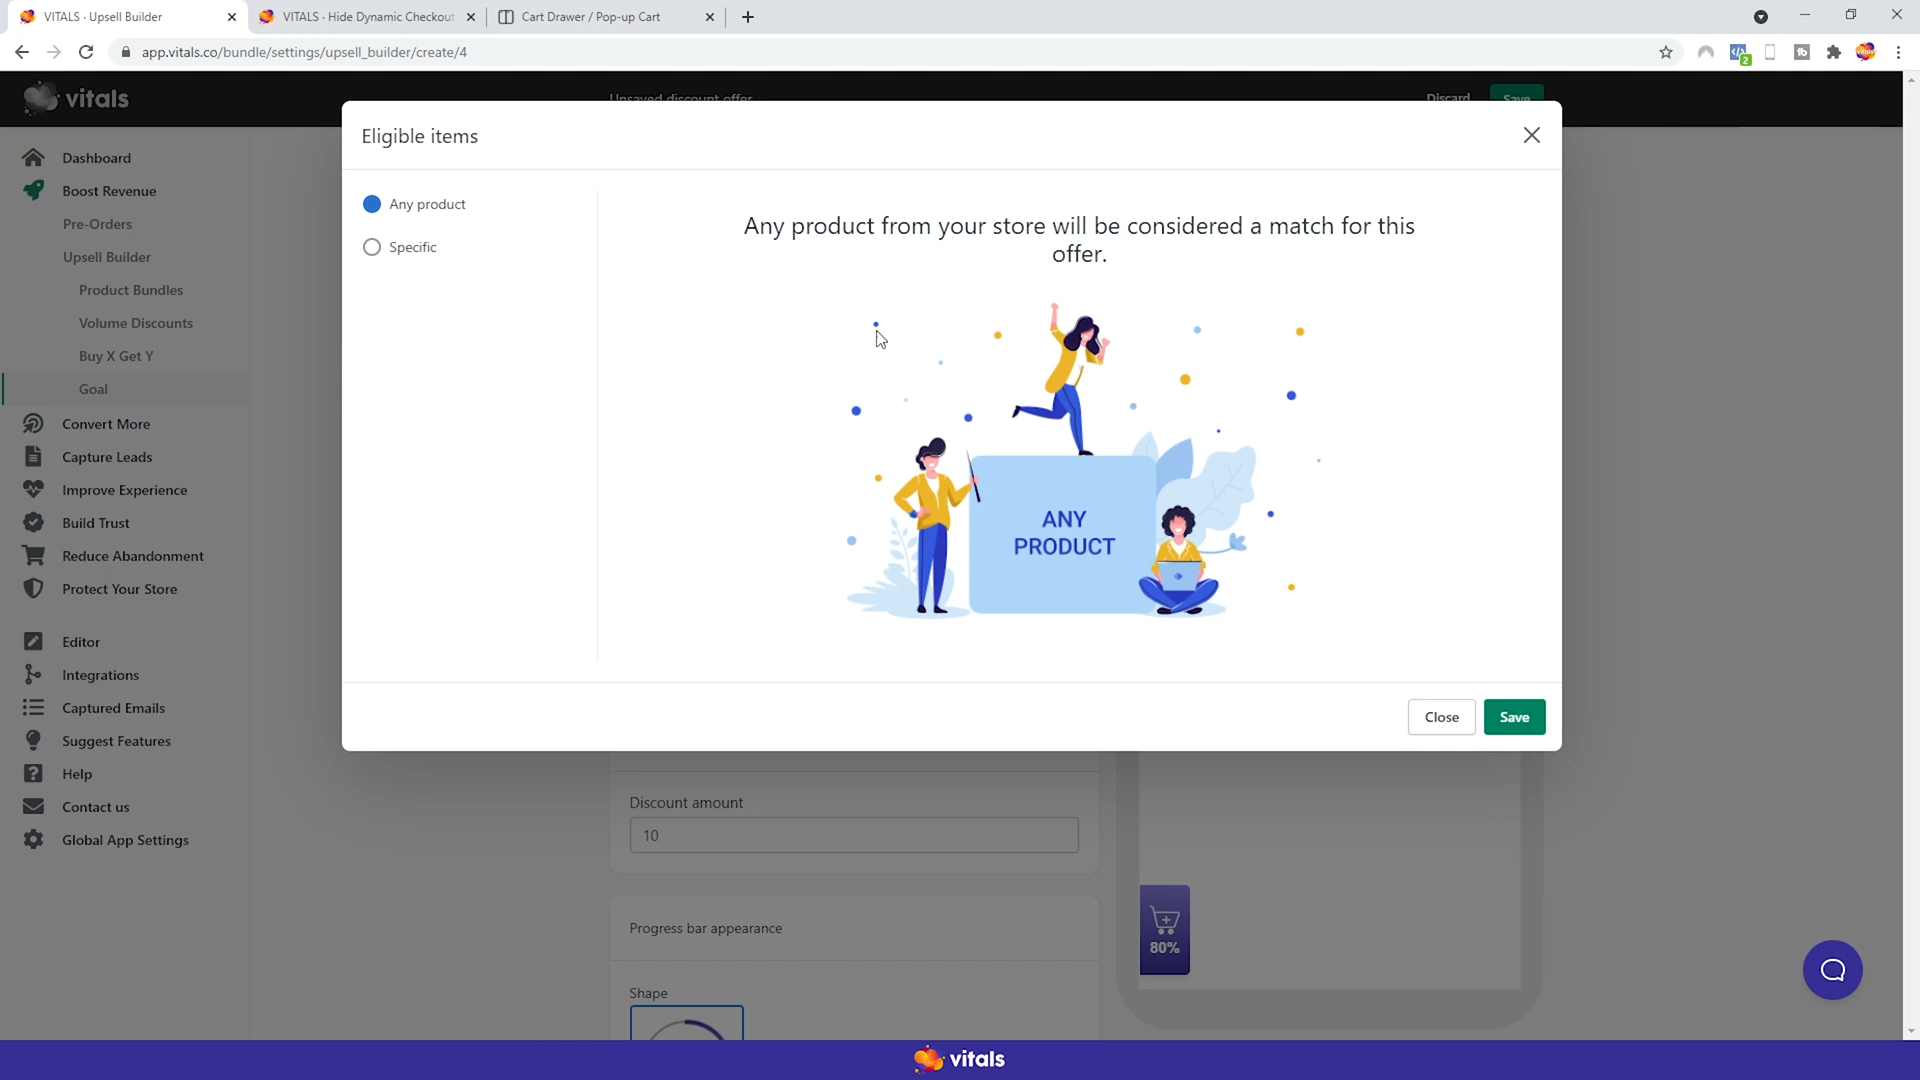 VITALS · Upsell Builder
VITALS · Hide Dynamic Checkout
Cart Drawer / Pop-up Cart
app.vitals.co/bundle/settings/upsell_builder/create/4
2
vitals
Unsaved discount offer
Discard
Save
Dashboard
Boost Revenue
Pre-Orders
Upsell Builder
Product Bundles
Volume Discounts
Buy X Get Y
Goal
Convert More
Capture Leads
Improve Experience
Build Trust
Reduce Abandonment
Protect Your Store
Editor
Integrations
Captured Emails
Suggest Features
Help
Contact us
Global App Settings
Eligible items
Any product
Specific
Any product from your store will be considered a match for this
offer.
ANY
PRODUCT
Close
Save
Discount amount
10
Progress bar appearance
Shape
80%
vitals